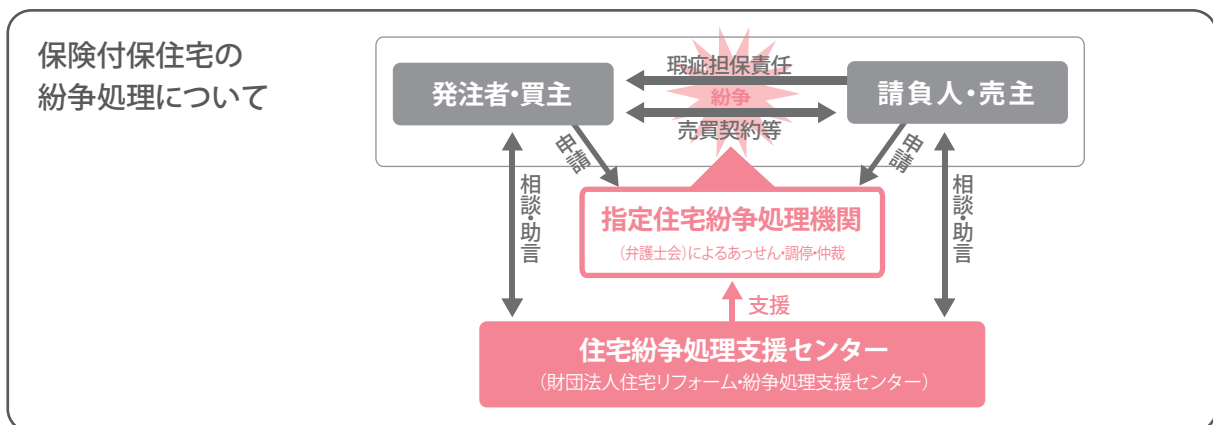 保険付保住宅の
紛争処理について
瑕疵担保責任
発注者・買主
紛争
請負人・売主
売買契約等
申請
申請
相談・助言
相談・助言
指定住宅紛争処理機関
(弁護士会)によるあっせん・調停・仲裁
支援
住宅紛争処理支援センター
(財団法人住宅リフォーム・紛争処理支援センター)